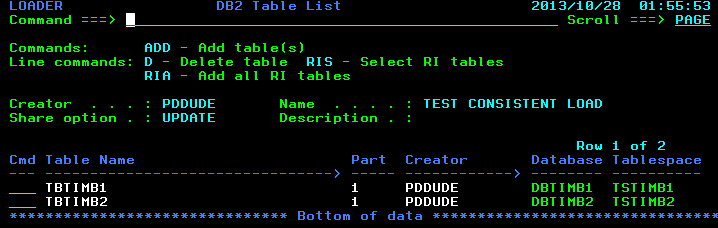 LOADER DB2 Table List 2013/10/28 01:55:53
Command ===> Scroll ===> PAGE
Commands: ADD - Add table(s)
Line commands: D - Delete table RIS - Select RI tables
RIA - Add all RI tables
Creator . . . : PDDUDE Name . . . . : TEST CONSISTENT LOAD
Share option . : UPDATE Description . :
Row 1 of 2
Cmd Table Name Part Creator Database Tablespace
--- --------------------------------> ------------>
___ TBTIMB1 1 PDDUDE DBTIMB1 TSTIMB1
___ TBTIMB2 1 PDDUDE DBTIMB2 TSTIMB2
******************************* Bottom of data ********************************